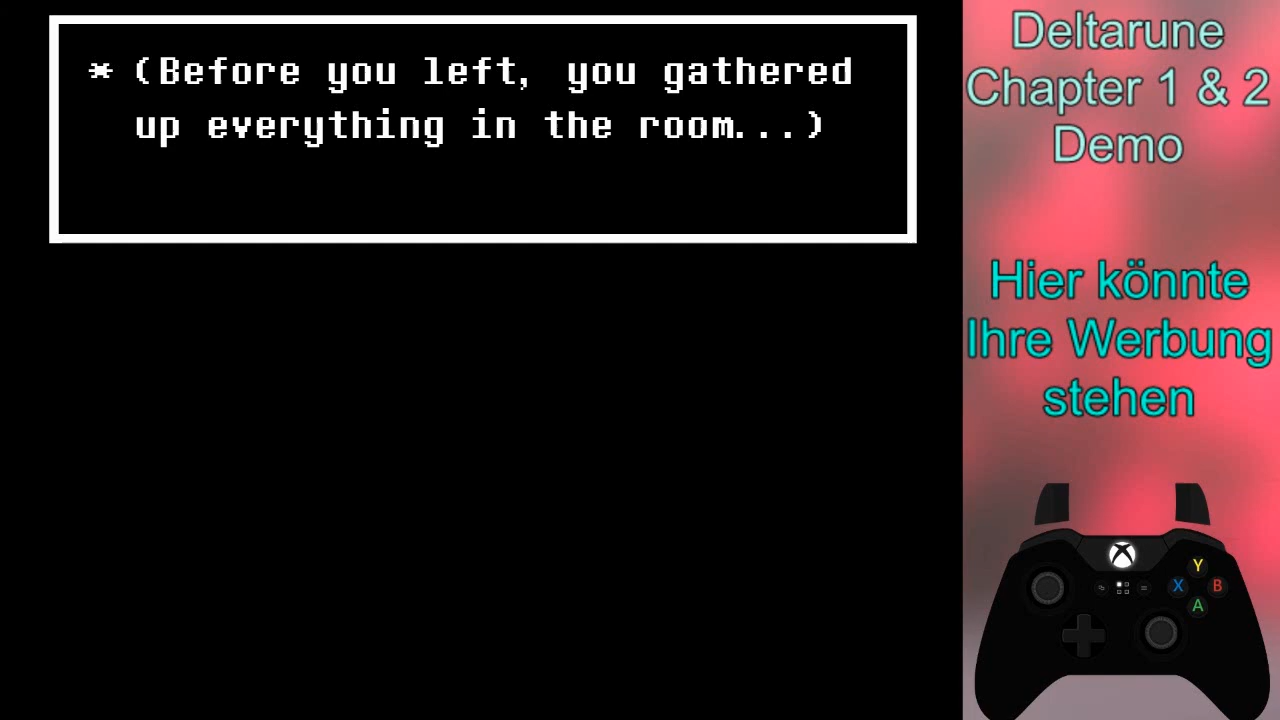 * (Before you left, you gathered
up everything in the room...)
Deltarune
Chapter 1 & 2
Demo
Hier könnte
Ihre Werbung
stehen
Y
X B
A